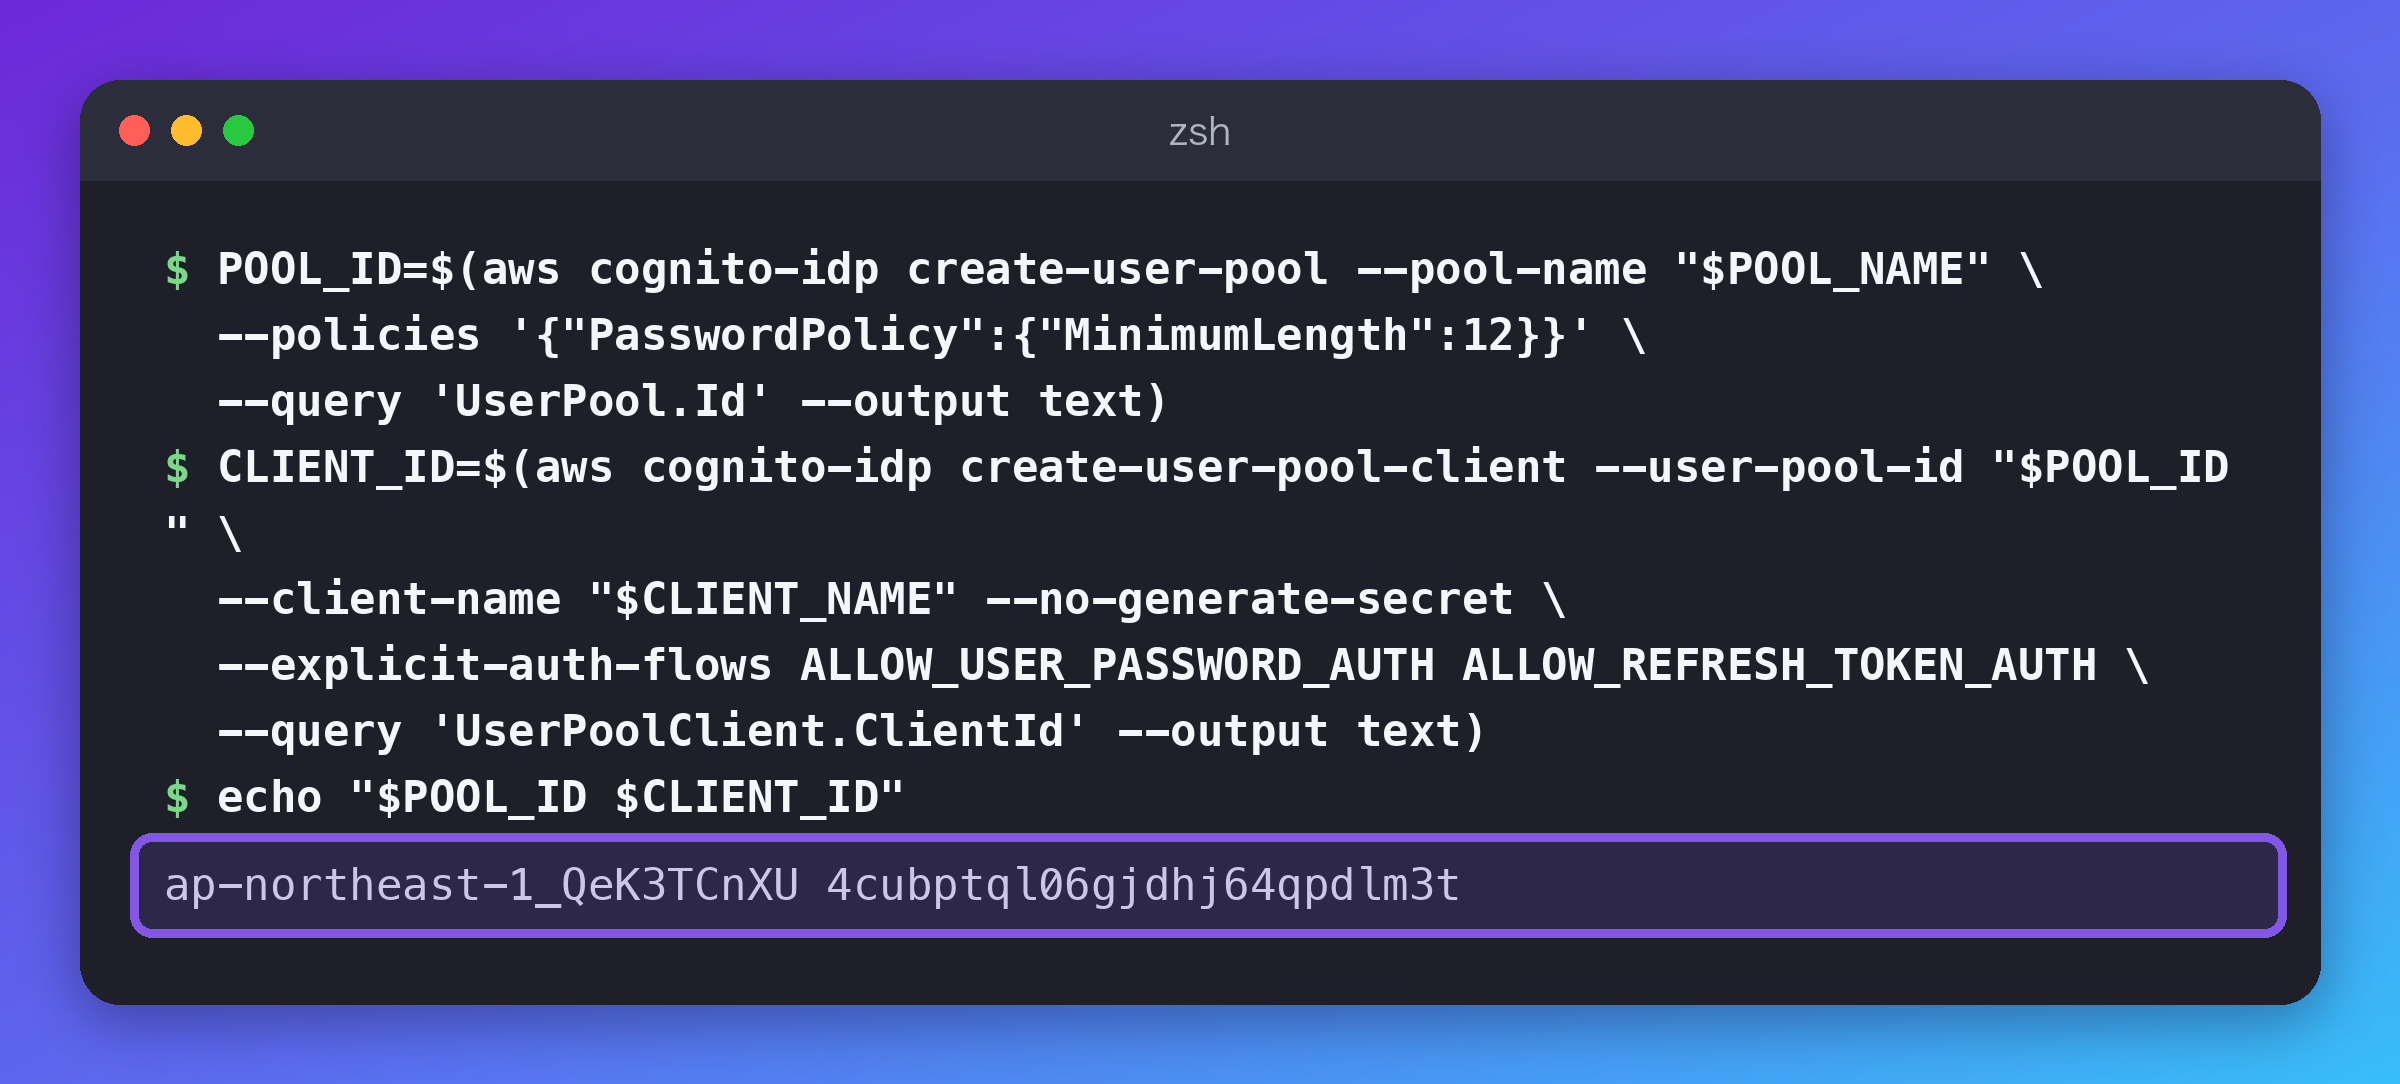 zsh
$ POOL_ID=$(aws cognito-idp create-user-pool --pool-name "$POOL_NAME" \
  --policies '{"PasswordPolicy":{"MinimumLength":12}}' \
  --query 'UserPool.Id' --output text)
$ CLIENT_ID=$(aws cognito-idp create-user-pool-client --user-pool-id "$POOL_ID
" \
  --client-name "$CLIENT_NAME" --no-generate-secret \
  --explicit-auth-flows ALLOW_USER_PASSWORD_AUTH ALLOW_REFRESH_TOKEN_AUTH \
  --query 'UserPoolClient.ClientId' --output text)
$ echo "$POOL_ID $CLIENT_ID"
ap-northeast-1_QeK3TCnXU 4cubptql06gjdhj64qpdlm3t